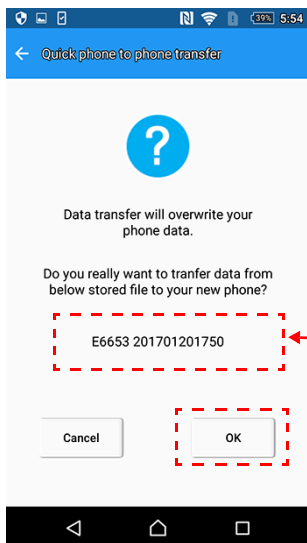 39% 5:54
Quick phone to phone transfer
?
Data transfer will overwrite your
phone data.
Do you really want to tranfer data from
below stored file to your new phone?
E6653 201701201750
Cancel OK